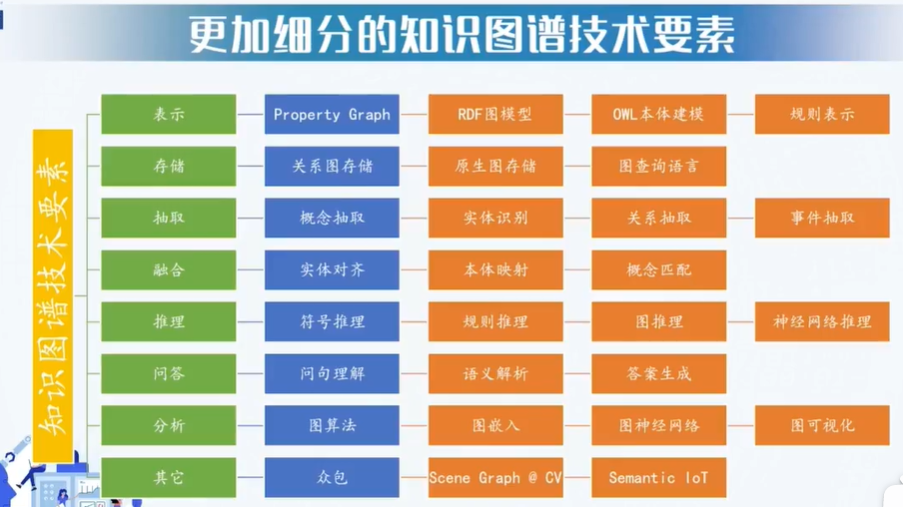 更加细分的知识图谱技术要素
知识图谱技术要素
表示 Property Graph RDF图模型 OWL本体建模 规则表示
存储 关系图存储 原生图存储 图查询语言
抽取 概念抽取 实体识别 关系抽取 事件抽取
融合 实体对齐 本体映射 概念匹配
推理 符号推理 规则推理 图推理 神经网络推理
问答 问句理解 语义解析 答案生成
分析 图算法 图嵌入 图神经网络 图可视化
其它 众包 Scene Graph @ CV Semantic IoT